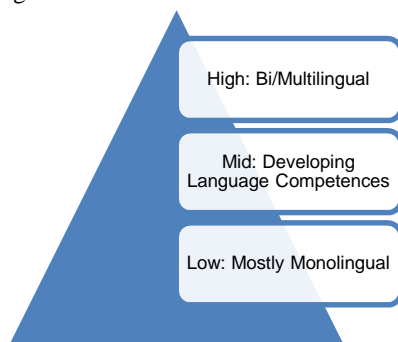 High: Bi/Multilingual
Mid: Developing
Language Competences
Low: Mostly Monolingual